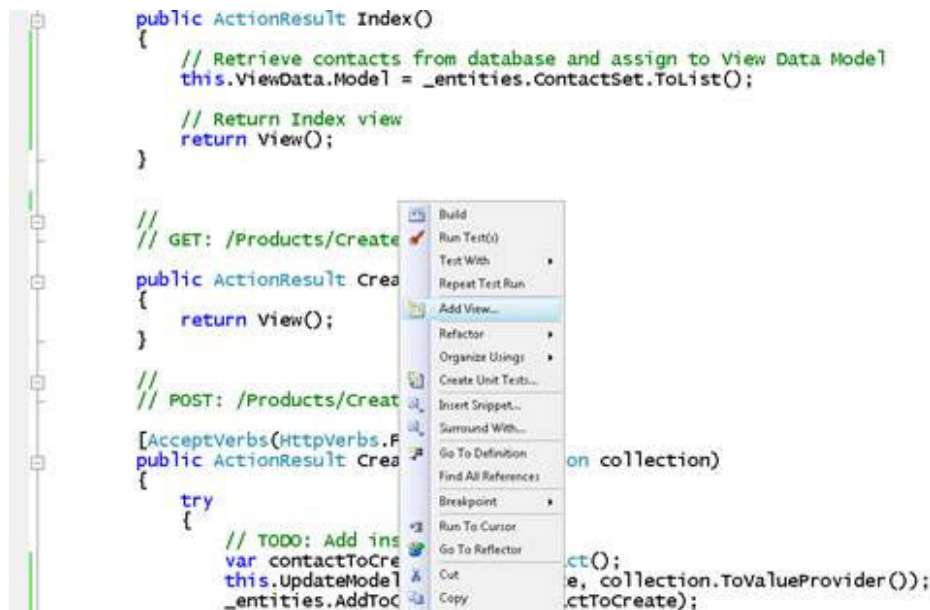 public ActionResult Index()
{
// Retrieve contacts from database and assign to View Data Model
this.ViewData.Model = _entities.ContactSet.ToList();
// Return Index view
return View();
}
//
// GET: /Products/Create
public ActionResult Crea
{
return View();
}
//
// POST: /Products/Creat
[AcceptVerbs(HttpVerbs.P
public ActionResult Crea on collection)
{
try
{
// TODO: Add ins
var contactToCre ct();
this.UpdateModel e, collection.ToValueProvider());
_entities.AddToC ctToCreate);
Build
Run Test(s)
Test With
Repeat Test Run
Add View...
Refactor
Organize Usings
Create Unit Tests...
Insert Snippet...
Surround With...
Go To Definition
Find All References
Breakpoint
Run To Cursor
Go To Reflector
Cut
Copy